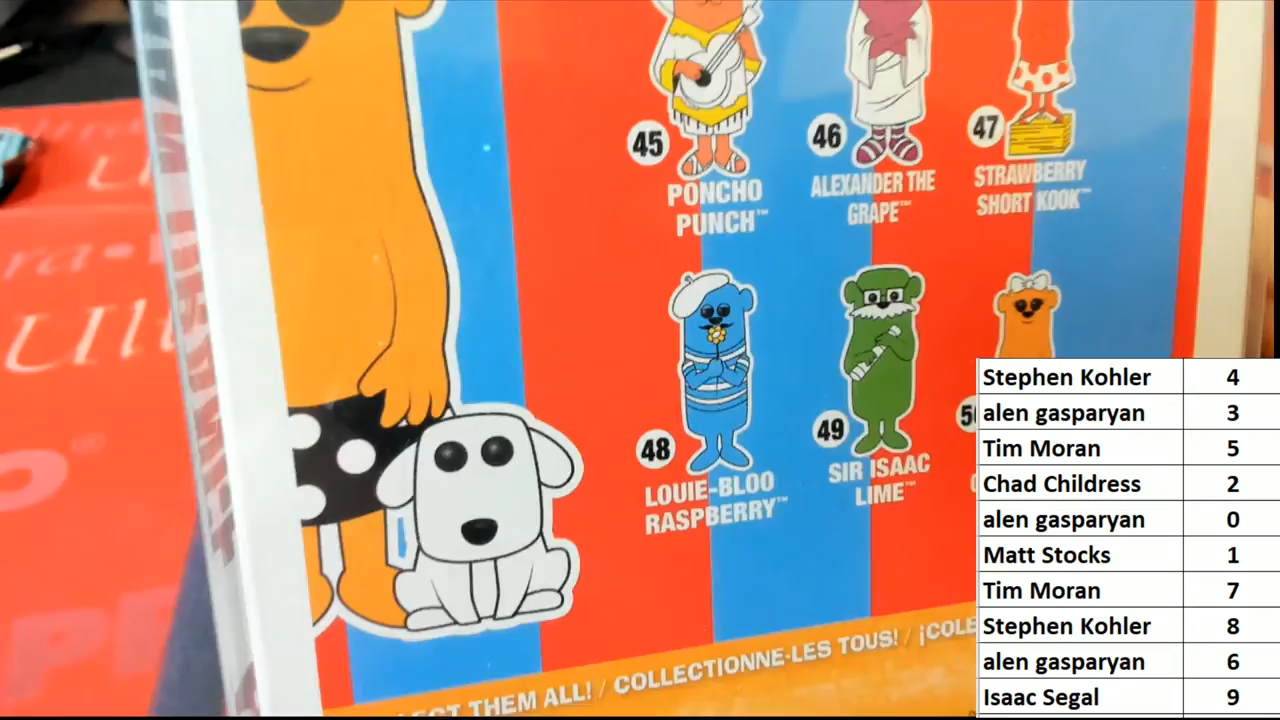 45
PONCHO
PUNCH™
46
ALEXANDER THE
GRAPE™
47
STRAWBERRY
SHORT KOOK™
48
LOUIE-BLOO
RASPBERRY™
49
SIR ISAAC
LIME™
THEM ALL! / COLLECTIONNE-LES TOUS! /
Stephen Kohler 4
alen gasparyan 3
Tim Moran 5
Chad Childress 2
alen gasparyan 0
Matt Stocks 1
Tim Moran 7
Stephen Kohler 8
alen gasparyan 6
Isaac Segal 9